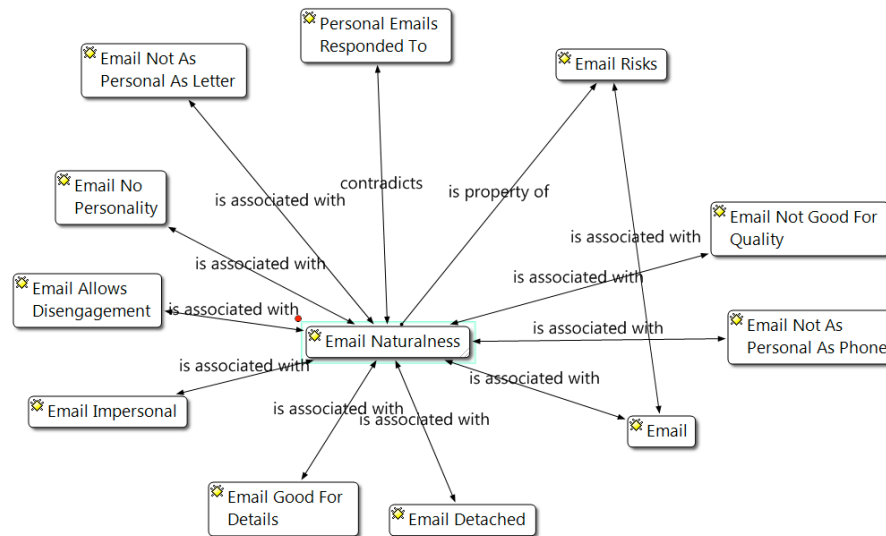 Personal Emails
Responded To
Email Not As
Personal As Letter
Email Risks
contradicts
is property of
is associated with
Email No
Personality
Email Not Good For
Quality
is associated with
is associated with
is associated with
Email Allows
Disengagement
is associated with
Email Naturalness
is associated with
Email Not As
Personal As Phone
is associated with
is associated with
Email Impersonal
is associated with
is associated with
Email
Email Good For
Details
Email Detached